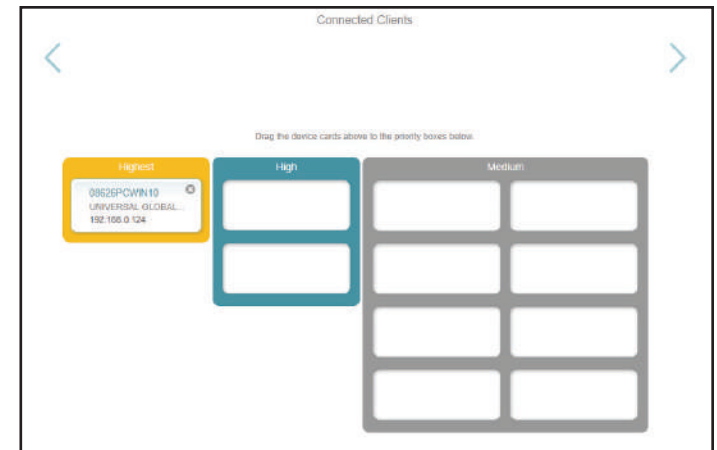 Connected Clients
Drag the device cards above to the priority boxes below.
Highest
High
Medium
08626PCWIN10
UNIVERSAL GLOBAL...
192.168.0.124